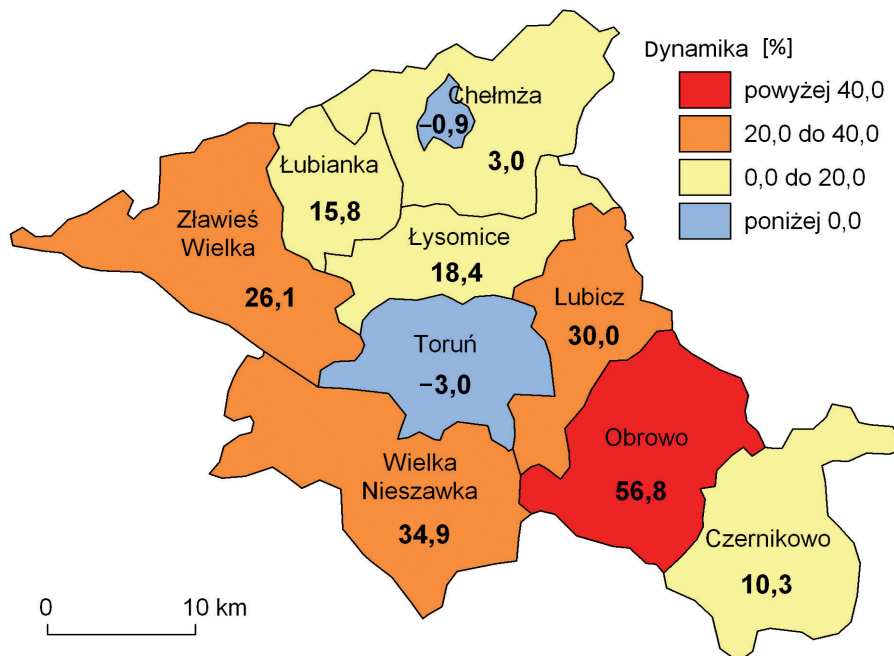 Dynamika [%]
powyżej 40,0
20,0 do 40,0
0,0 do 20,0
poniżej 0,0
Chełmża
−0,9
3,0
Łubianka
15,8
Zławieś
Wielka
26,1
Łysomice
18,4
Lubicz
30,0
Toruń
−3,0
Obrowo
56,8
Wielka
Nieszawka
34,9
Czernikowo
10,3
0 10 km